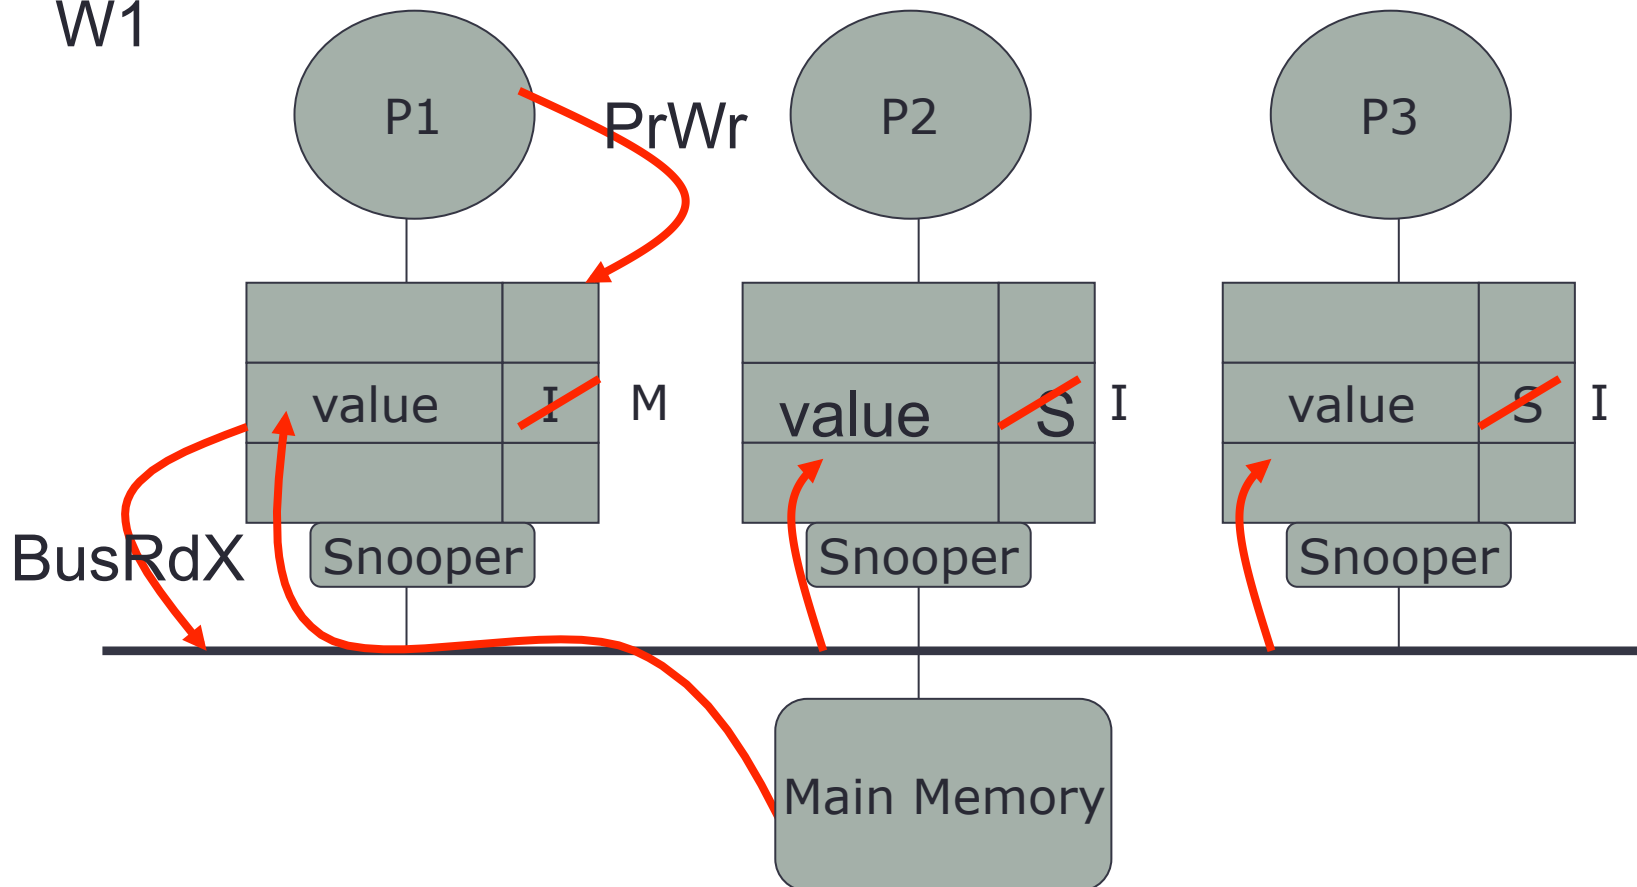 W1
P1
PrWr
P2
P3
value I M
value S I
value S I
BusRdX
Snooper
Snooper
Snooper
Main Memory